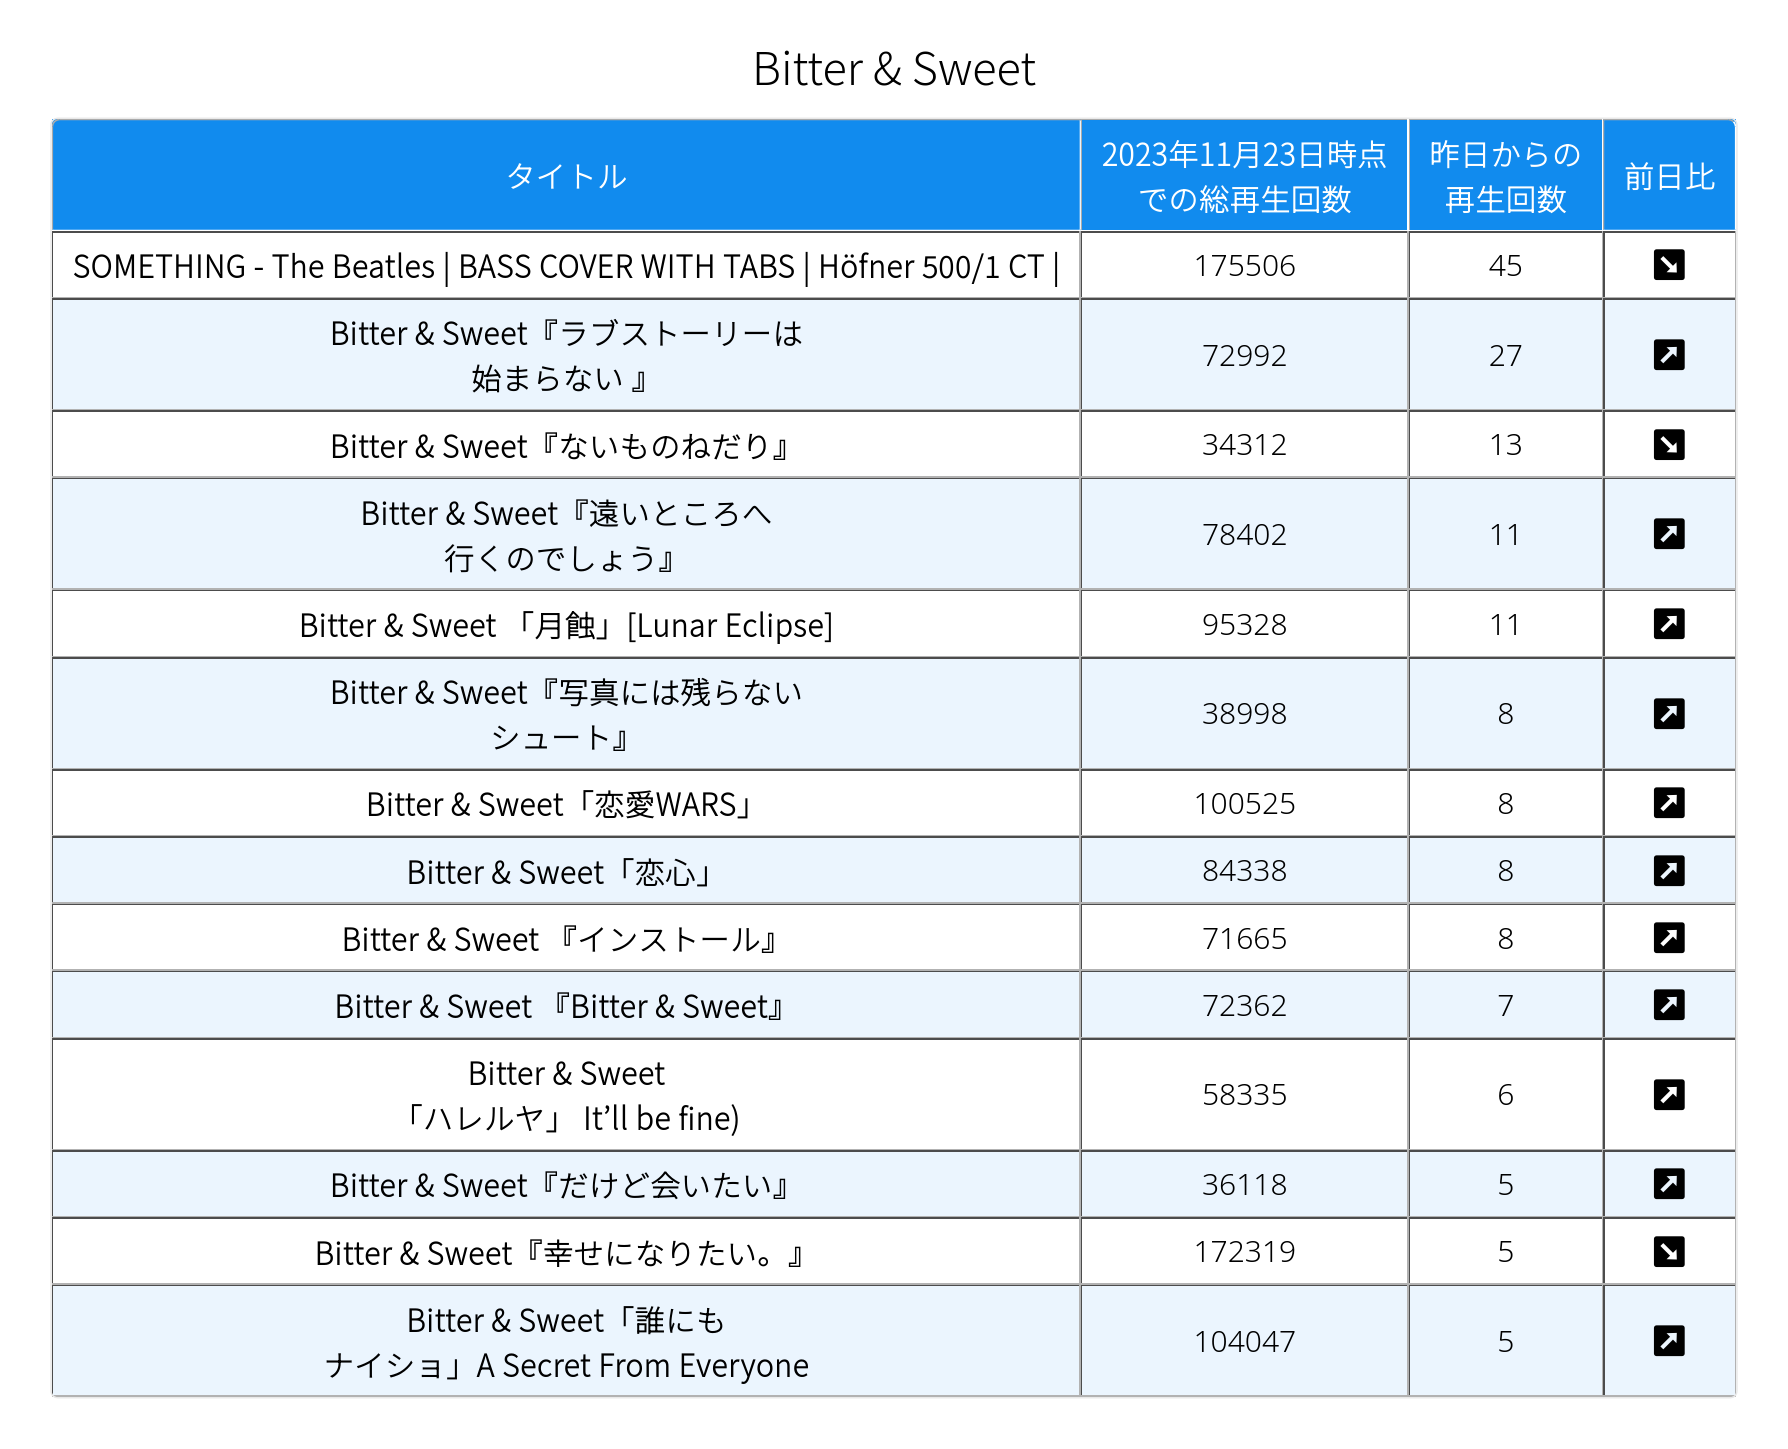 Bitter & Sweet
タイトル
2023年11月23日時点
での総再生回数
昨日からの
再生回数
前日比
SOMETHING - The Beatles | BASS COVER WITH TABS | Höfner 500/1 CT |
175506
45
Bitter & Sweet『ラブストーリーは
始まらない 』
72992
27
Bitter & Sweet『ないものねだり』
34312
13
Bitter & Sweet『遠いところへ
行くのでしょう』
78402
11
Bitter & Sweet 「月蝕」[Lunar Eclipse]
95328
11
Bitter & Sweet『写真には残らない
シュート』
38998
8
Bitter & Sweet「恋愛WARS」
100525
8
Bitter & Sweet「恋心」
84338
8
Bitter & Sweet 『インストール』
71665
8
Bitter & Sweet 『Bitter & Sweet』
72362
7
Bitter & Sweet
「ハレルヤ」 It’ll be fine)
58335
6
Bitter & Sweet『だけど会いたい』
36118
5
Bitter & Sweet『幸せになりたい。』
172319
5
Bitter & Sweet「誰にも
ナイショ」A Secret From Everyone
104047
5